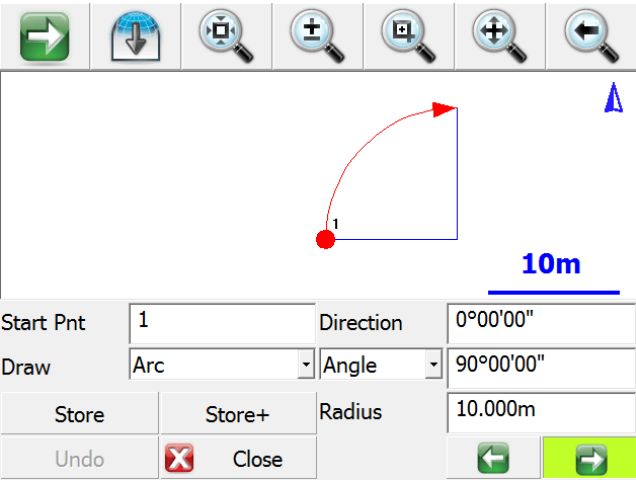 1
10m
Start Pnt 1 Direction 0°00'00"
Draw Arc Angle 90°00'00"
Store Store+ Radius 10.000m
Undo Close